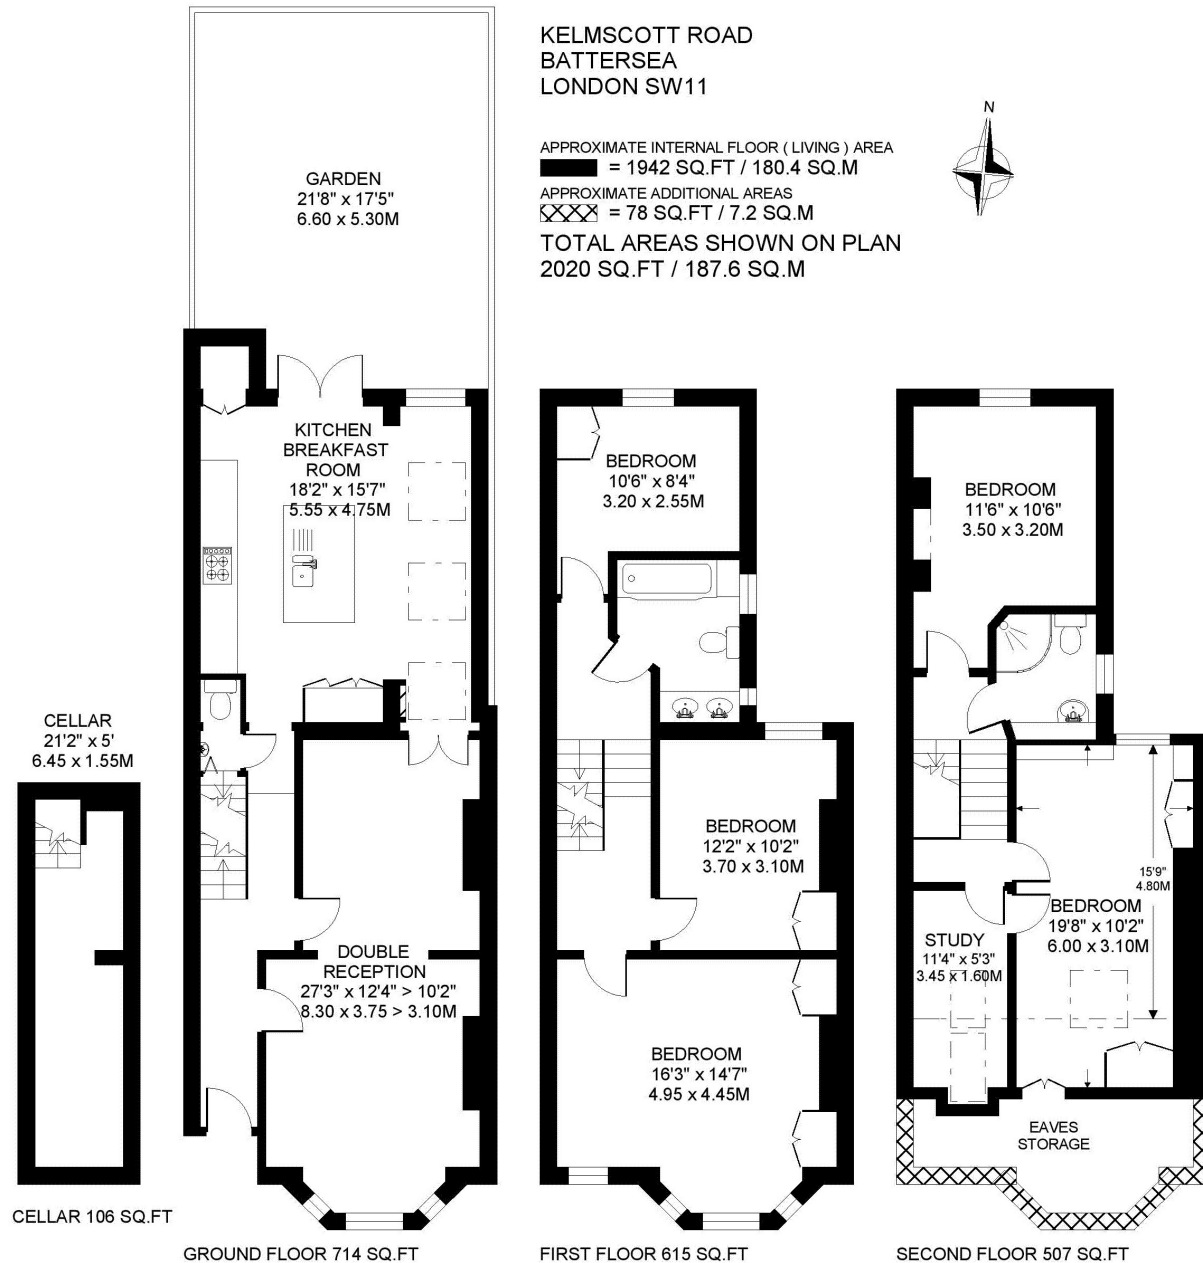 KELMSCOTT ROAD
BATTERSEA
LONDON SW11
N
APPROXIMATE INTERNAL FLOOR ( LIVING ) AREA
= 1942 SQ.FT / 180.4 SQ.M
APPROXIMATE ADDITIONAL AREAS
= 78 SQ.FT / 7.2 SQ.M
TOTAL AREAS SHOWN ON PLAN
2020 SQ.FT / 187.6 SQ.M
GARDEN
21'8" x 17'5"
6.60 x 5.30M
KITCHEN
BREAKFAST
ROOM
18'2" x 15'7"
5.55 x 4.75M
CELLAR
21'2" x 5'
6.45 x 1.55M
DOUBLE
RECEPTION
27'3" x 12'4" > 10'2"
8.30 x 3.75 > 3.10M
BEDROOM
10'6" x 8'4"
3.20 x 2.55M
BEDROOM
12'2" x 10'2"
3.70 x 3.10M
BEDROOM
16'3" x 14'7"
4.95 x 4.45M
BEDROOM
11'6" x 10'6"
3.50 x 3.20M
15'9"
4.80M
BEDROOM
19'8" x 10'2"
6.00 x 3.10M
STUDY
11'4" x 5'3"
3.45 x 1.60M
EAVES
STORAGE
CELLAR 106 SQ.FT
GROUND FLOOR 714 SQ.FT
FIRST FLOOR 615 SQ.FT
SECOND FLOOR 507 SQ.FT